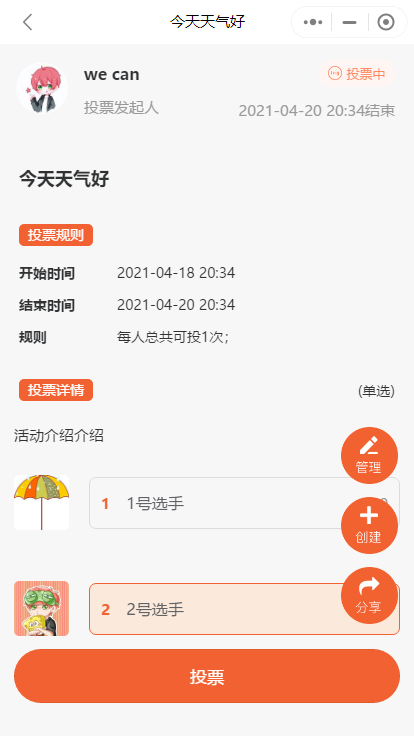 今天天气好
we can
投票中
投票发起人
2021-04-20 20:34结束
今天天气好
投票规则
开始时间 2021-04-18 20:34
结束时间 2021-04-20 20:34
规则 每人总共可投1次;
投票详情 (单选)
活动介绍介绍
管理
1 1号选手
创建
分享
2 2号选手
投票